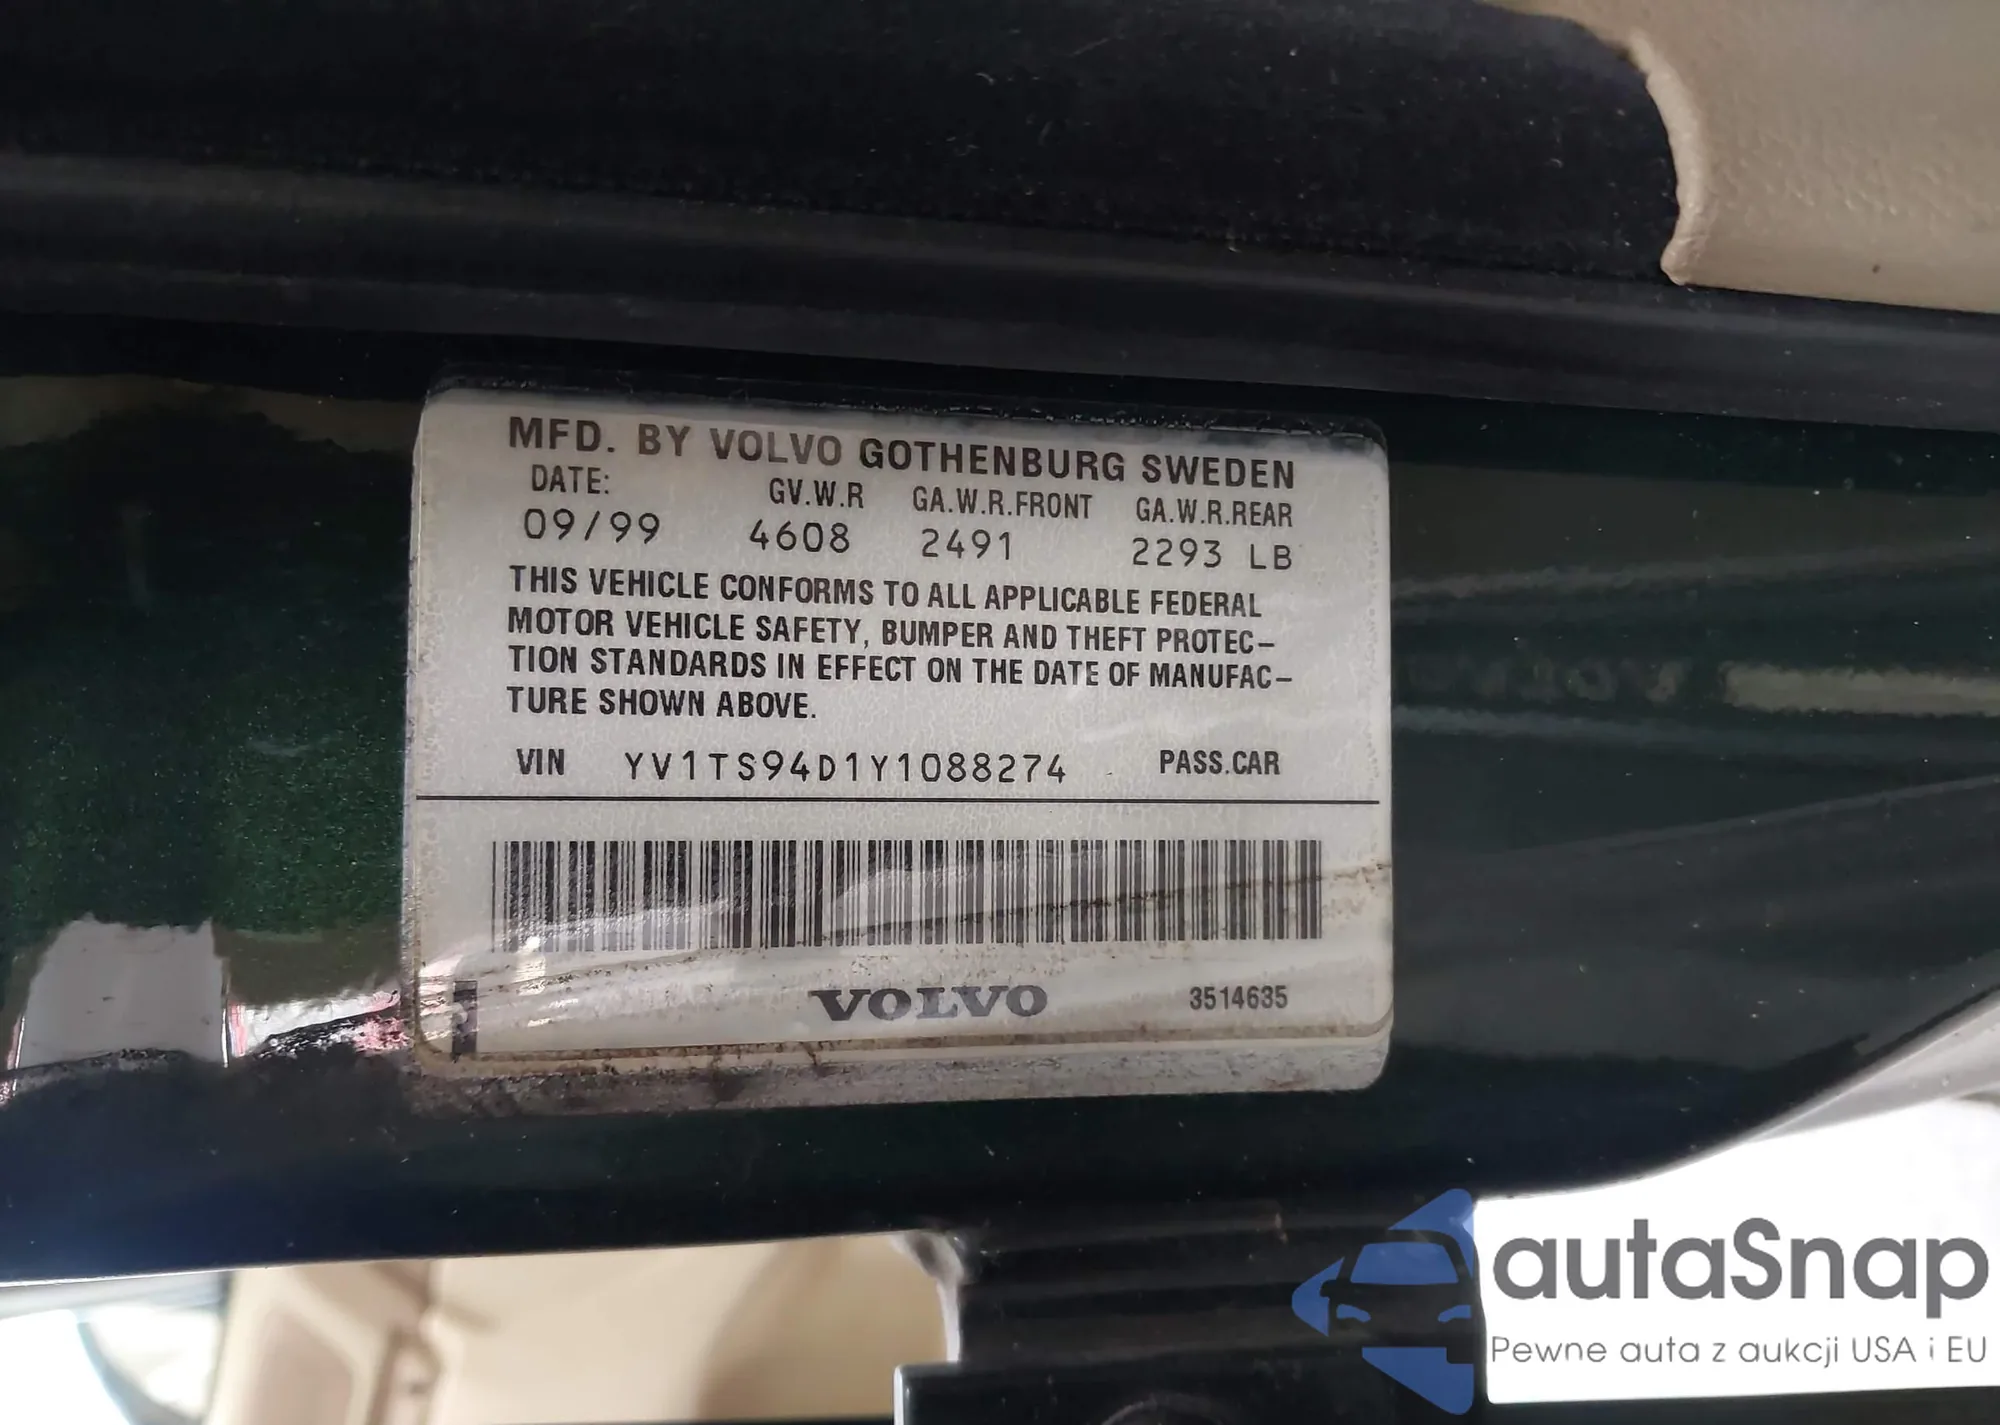 MFD. BY VOLVO GOTHENBURG SWEDEN
DATE: GV.W.R GA.W.R.FRONT GA.W.R.REAR
09/99 4608 2491 2293 LB
THIS VEHICLE CONFORMS TO ALL APPLICABLE FEDERAL
MOTOR VEHICLE SAFETY, BUMPER AND THEFT PROTEC-
TION STANDARDS IN EFFECT ON THE DATE OF MANUFAC-
TURE SHOWN ABOVE.
VIN YV1TS94D1Y1088274 PASS.CAR
VOLVO 3514635
autaSnap
Pewne auta z aukcji USA i EU